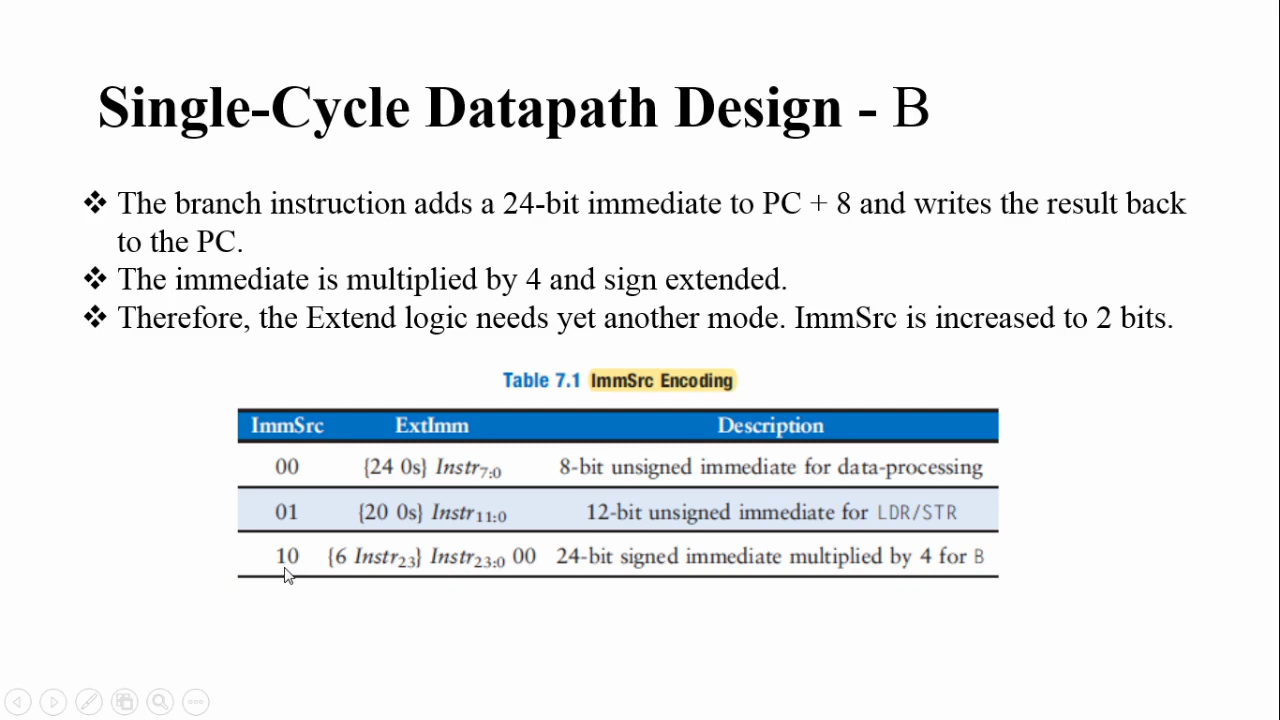 Single-Cycle Datapath Design - B
❖ The branch instruction adds a 24-bit immediate to PC + 8 and writes the result back
to the PC.
❖ The immediate is multiplied by 4 and sign extended.
❖ Therefore, the Extend logic needs yet another mode. ImmSrc is increased to 2 bits.
Table 7.1 ImmSrc Encoding
ImmSrc ExtImm Description
00 {24 0s} Instr7:0 8-bit unsigned immediate for data-processing
01 {20 0s} Instr11:0 12-bit unsigned immediate for LDR/STR
10 {6 Instr23} Instr23:0 00 24-bit signed immediate multiplied by 4 for B